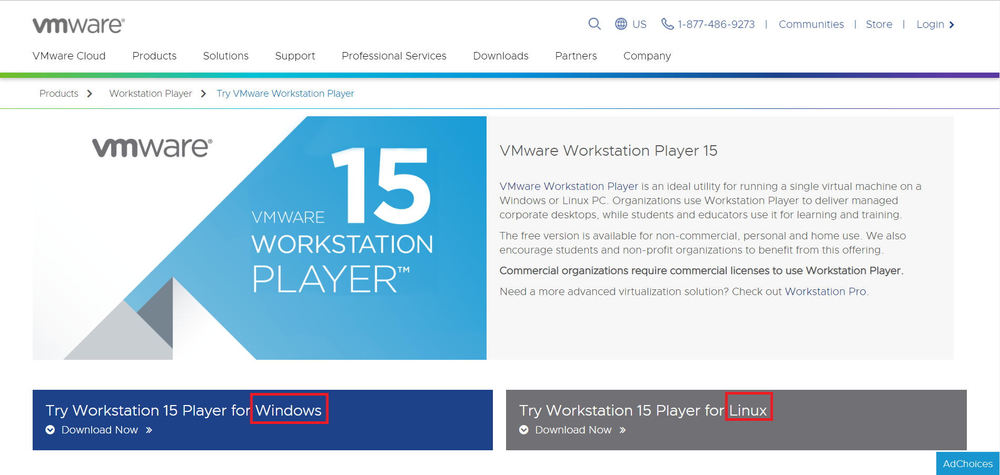 vmware®
US 1-877-486-9273 | Communities | Store | Login
VMware Cloud Products Solutions Support Professional Services Downloads Partners Company
Products Workstation Player Try VMware Workstation Player
vmware®
15
VMWARE
WORKSTATION
PLAYER™
VMware Workstation Player 15
VMware Workstation Player is an ideal utility for running a single virtual machine on a
Windows or Linux PC. Organizations use Workstation Player to deliver managed
corporate desktops, while students and educators use it for learning and training.
The free version is available for non-commercial, personal and home use. We also
encourage students and non-profit organizations to benefit from this offering.
Commercial organizations require commercial licenses to use Workstation Player.
Need a more advanced virtualization solution? Check out Workstation Pro.
Try Workstation 15 Player for Windows
Download Now »
Try Workstation 15 Player for Linux
Download Now »
AdChoices